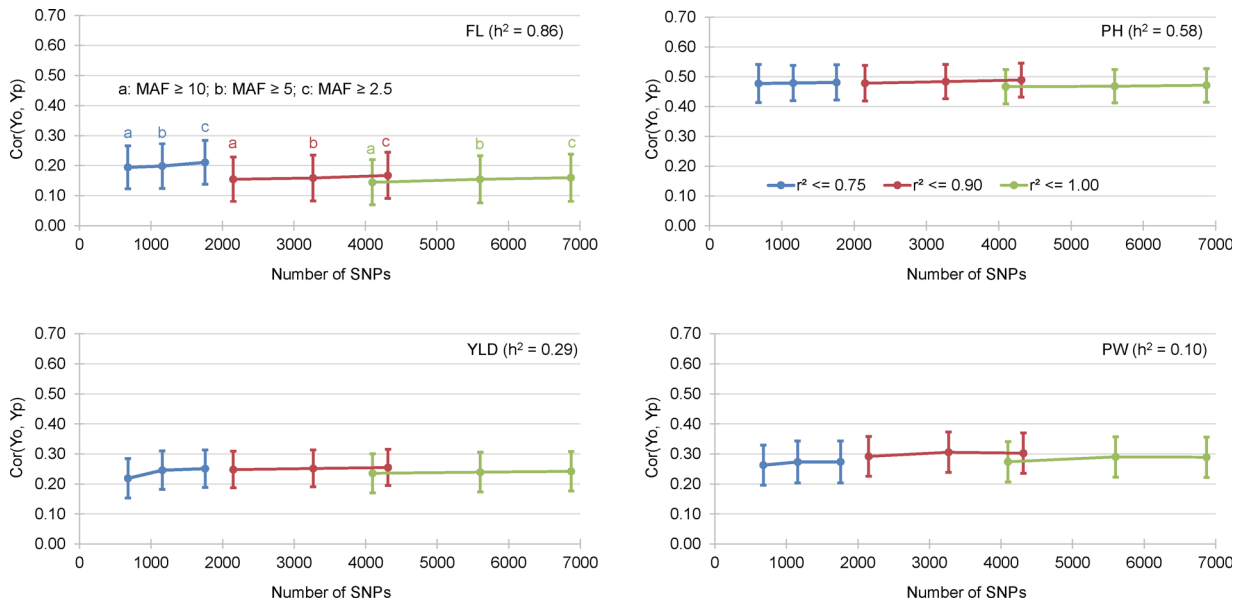 FL (h² = 0.86)
a: MAF ≥ 10; b: MAF ≥ 5; c: MAF ≥ 2.5
a b c a b c a b c
Cor(Yo, Yp)
0.70
0.60
0.50
0.40
0.30
0.20
0.10
0.00
0 1000 2000 3000 4000 5000 6000 7000
Number of SNPs
PH (h² = 0.58)
Cor(Yo, Yp)
0.70
0.60
0.50
0.40
0.30
0.20
0.10
0.00
r² <= 0.75 r² <= 0.90 r² <= 1.00
0 1000 2000 3000 4000 5000 6000 7000
Number of SNPs
YLD (h² = 0.29)
Cor(Yo, Yp)
0.70
0.60
0.50
0.40
0.30
0.20
0.10
0.00
0 1000 2000 3000 4000 5000 6000 7000
Number of SNPs
PW (h² = 0.10)
Cor(Yo, Yp)
0.70
0.60
0.50
0.40
0.30
0.20
0.10
0.00
0 1000 2000 3000 4000 5000 6000 7000
Number of SNPs